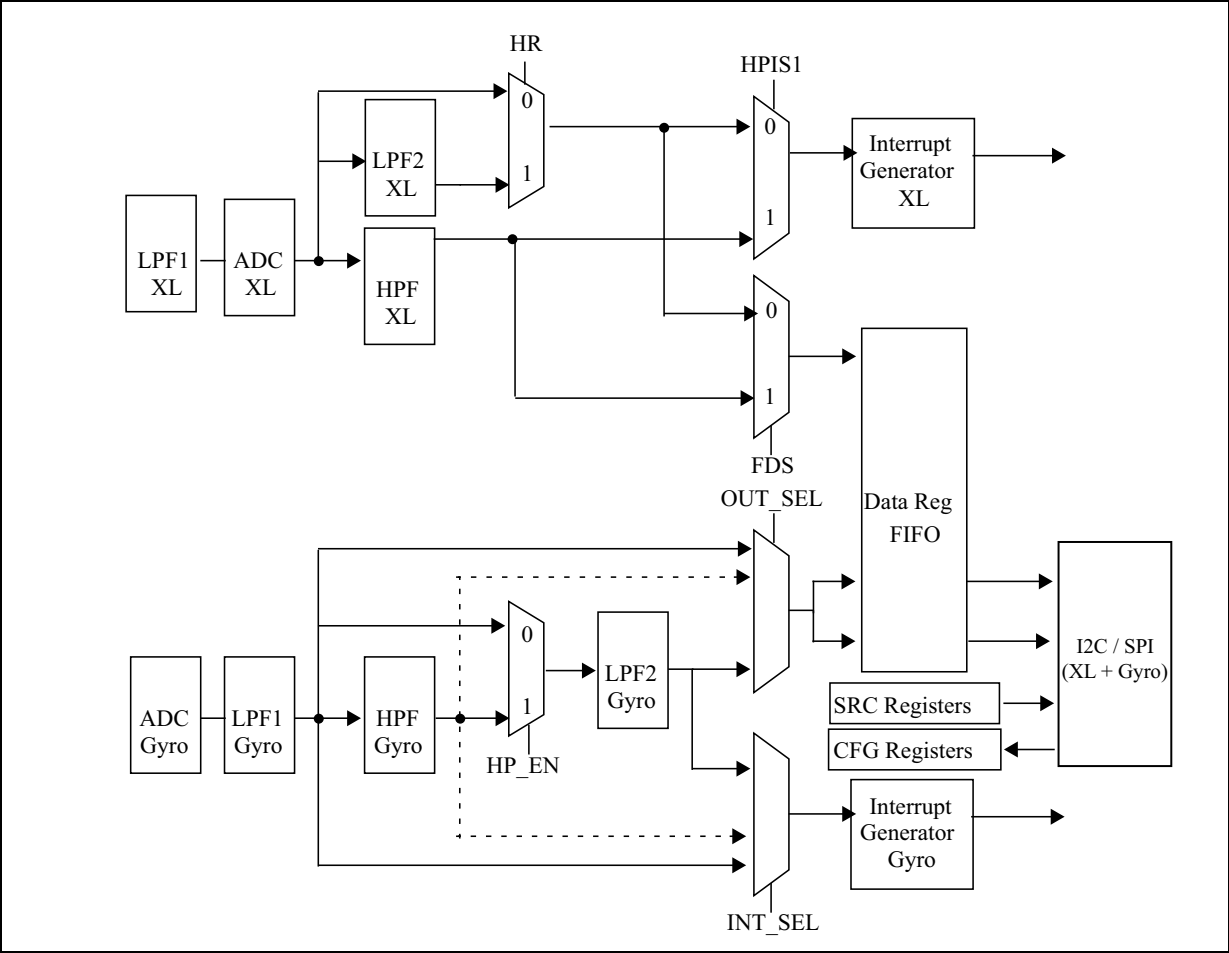 HR
HPIS1
0
LPF2
XL
1
0
1
Interrupt
Generator
XL
LPF1
XL
ADC
XL
HPF
XL
0
1
FDS
OUT_SEL
Data Reg
FIFO
0
1
HP_EN
LPF2
Gyro
ADC
Gyro
LPF1
Gyro
HPF
Gyro
I2C / SPI
(XL + Gyro)
SRC Registers
CFG Registers
Interrupt
Generator
Gyro
INT_SEL